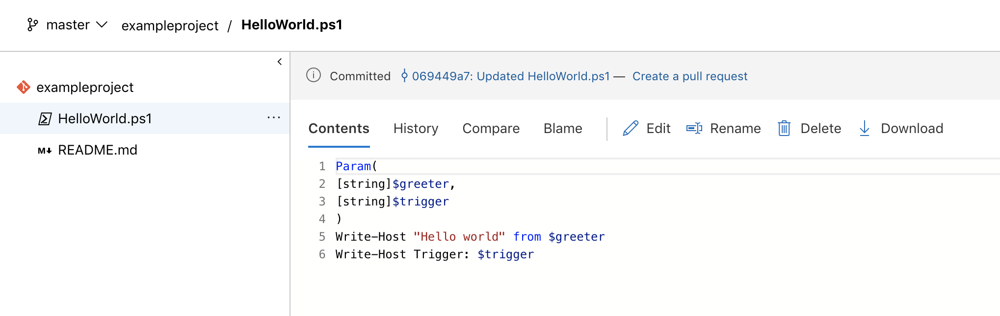 master exampleproject / HelloWorld.ps1
exampleproject
HelloWorld.ps1 ...
M README.md
Committed 069449a7: Updated HelloWorld.ps1 — Create a pull request
Contents History Compare Blame Edit Rename Delete Download
1 Param(
2 [string]$greeter,
3 [string]$trigger
4 )
5 Write-Host "Hello world" from $greeter
6 Write-Host Trigger: $trigger